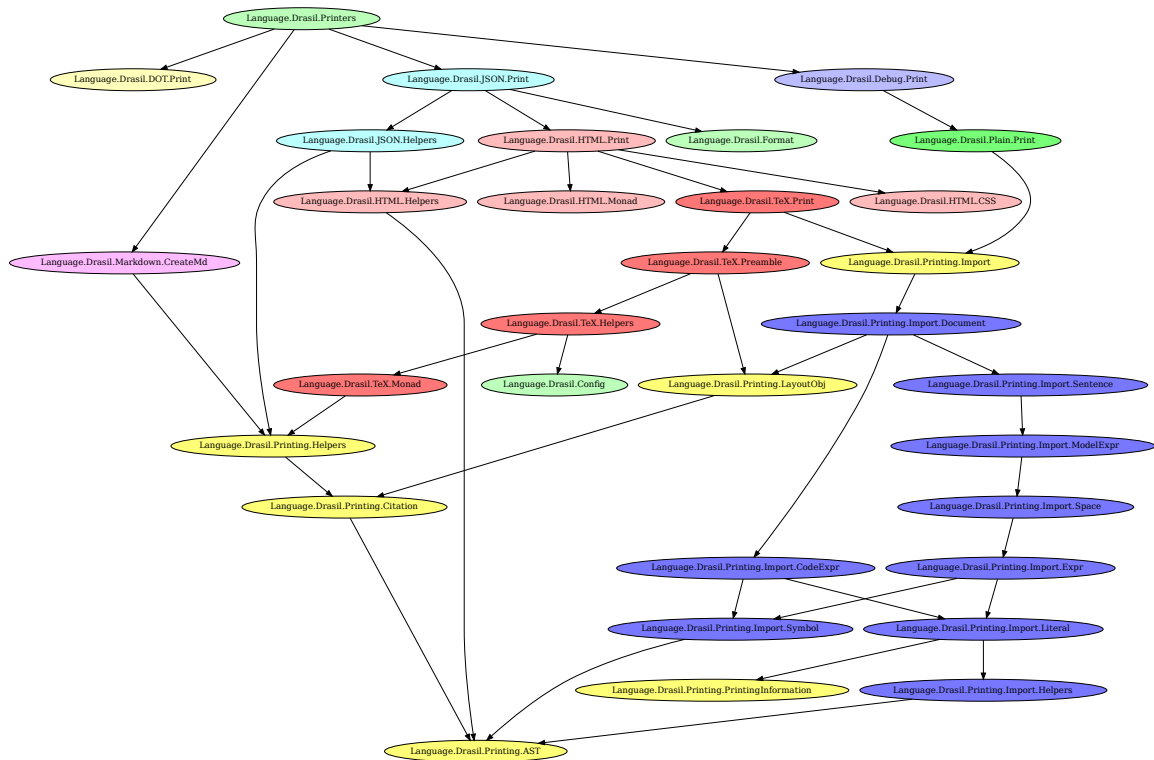 Language.Drasil.Printers
Language.Drasil.DOT.Print
Language.Drasil.JSON.Print
Language.Drasil.Debug.Print
Language.Drasil.JSON.Helpers
Language.Drasil.HTML.Print
Language.Drasil.Format
Language.Drasil.Plain.Print
Language.Drasil.HTML.Helpers
Language.Drasil.HTML.Monad
Language.Drasil.TeX.Print
Language.Drasil.HTML.CSS
Language.Drasil.Markdown.CreateMd
Language.Drasil.TeX.Preamble
Language.Drasil.Printing.Import
Language.Drasil.TeX.Helpers
Language.Drasil.Printing.Import.Document
Language.Drasil.TeX.Monad
Language.Drasil.Config
Language.Drasil.Printing.LayoutObj
Language.Drasil.Printing.Import.Sentence
Language.Drasil.Printing.Helpers
Language.Drasil.Printing.Import.ModelExpr
Language.Drasil.Printing.Citation
Language.Drasil.Printing.Import.Space
Language.Drasil.Printing.Import.CodeExpr
Language.Drasil.Printing.Import.Expr
Language.Drasil.Printing.Import.Symbol
Language.Drasil.Printing.Import.Literal
Language.Drasil.Printing.PrintingInformation
Language.Drasil.Printing.Import.Helpers
Language.Drasil.Printing.AST